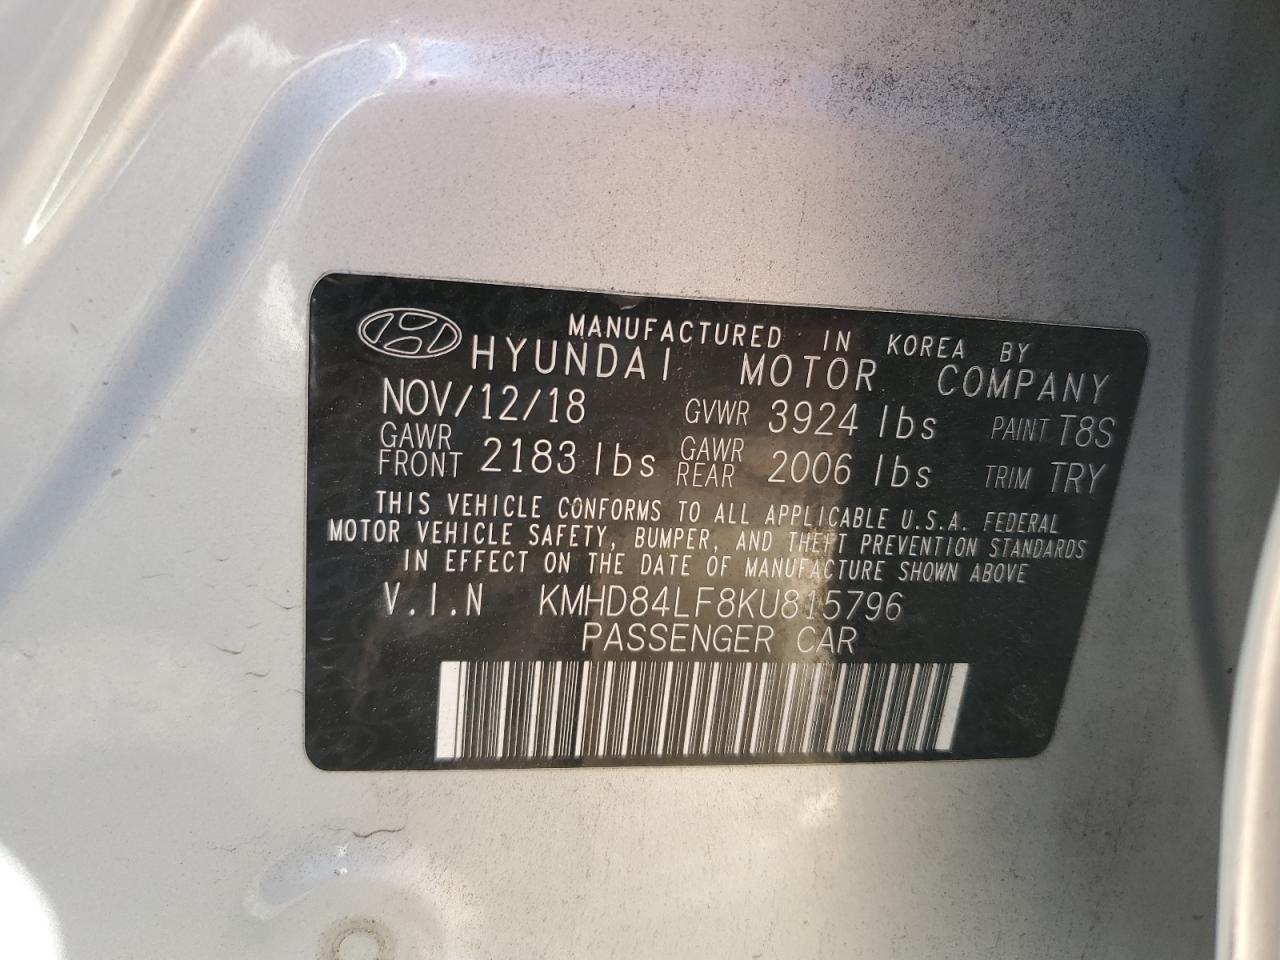 MANUFACTURED IN KOREA BY
HYUNDAI MOTOR COMPANY
NOV/12/18 GVWR 3924 lbs PAINT T8S
GAWR FRONT 2183 lbs GAWR REAR 2006 lbs TRIM TRY
THIS VEHICLE CONFORMS TO ALL APPLICABLE U.S.A. FEDERAL
MOTOR VEHICLE SAFETY, BUMPER, AND THEFT PREVENTION STANDARDS
IN EFFECT ON THE DATE OF MANUFACTURE SHOWN ABOVE
V.I.N KMHD84LF8KU815796
PASSENGER CAR